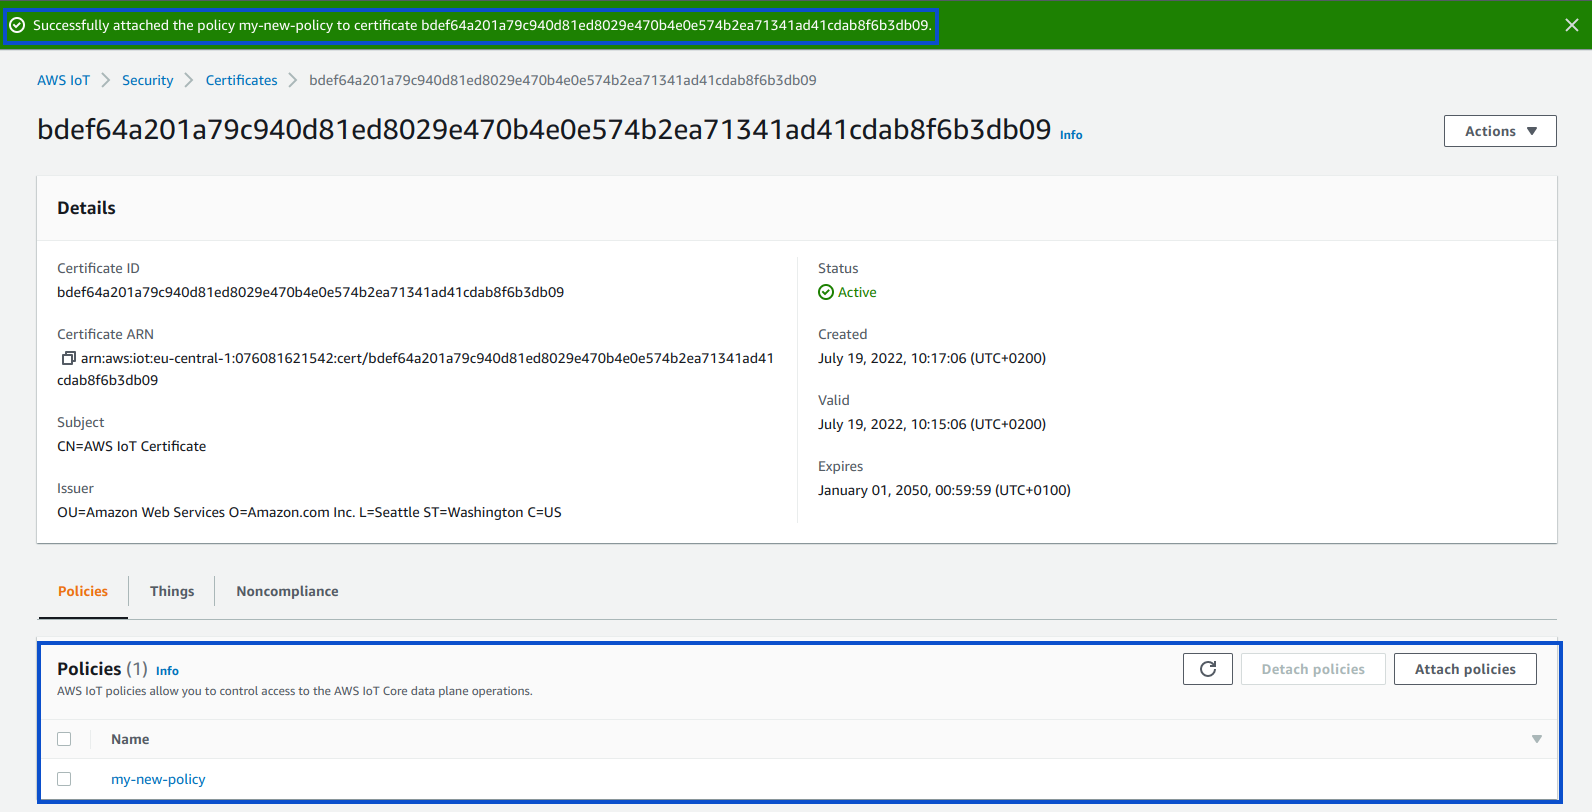 Successfully attached the policy my-new-policy to certificate bdef64a201a79c940d81ed8029e470b4e0e574b2ea71341ad41cdab8f6b3db09.
AWS IoT > Security > Certificates > bdef64a201a79c940d81ed8029e470b4e0e574b2ea71341ad41cdab8f6b3db09
bdef64a201a79c940d81ed8029e470b4e0e574b2ea71341ad41cdab8f6b3db09 Info
Actions
Details
Certificate ID
bdef64a201a79c940d81ed8029e470b4e0e574b2ea71341ad41cdab8f6b3db09
Certificate ARN
arn:aws:iot:eu-central-1:076081621542:cert/bdef64a201a79c940d81ed8029e470b4e0e574b2ea71341ad41
cdab8f6b3db09
Subject
CN=AWS IoT Certificate
Issuer
OU=Amazon Web Services O=Amazon.com Inc. L=Seattle ST=Washington C=US
Status
Active
Created
July 19, 2022, 10:17:06 (UTC+0200)
Valid
July 19, 2022, 10:15:06 (UTC+0200)
Expires
January 01, 2050, 00:59:59 (UTC+0100)
Policies Things Noncompliance
Policies (1) Info
AWS IoT policies allow you to control access to the AWS IoT Core data plane operations.
Detach policies
Attach policies
Name
my-new-policy